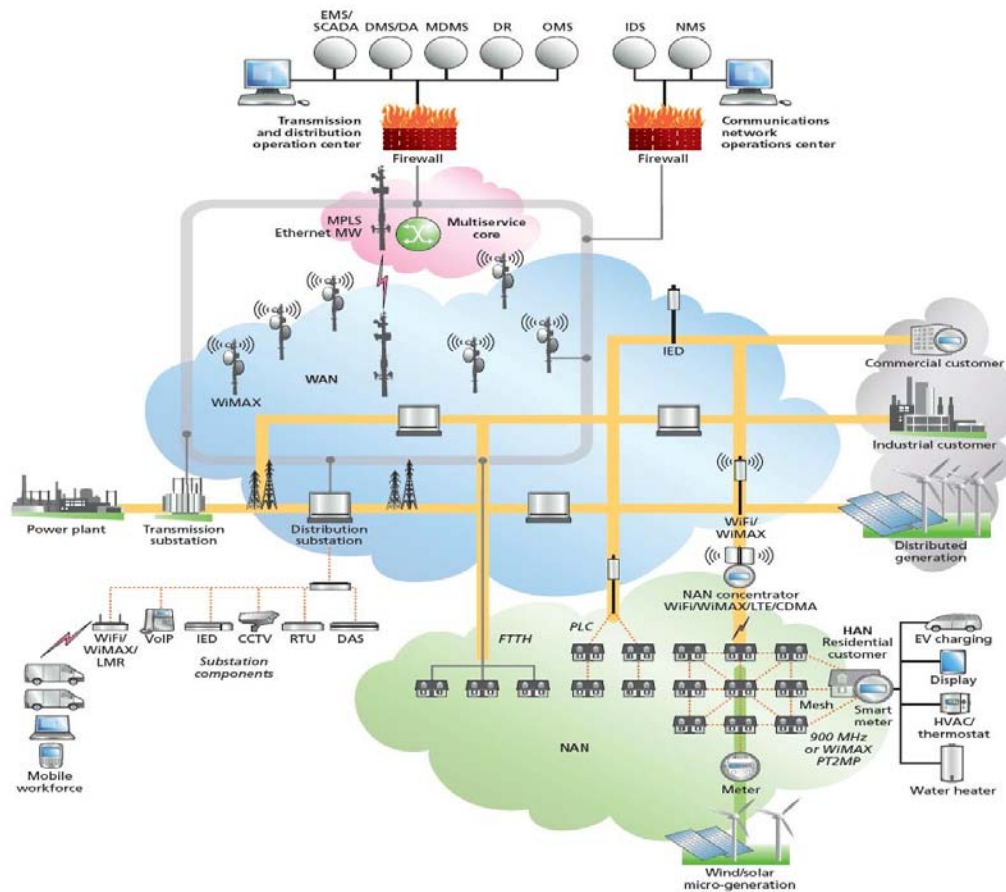 EMS/
SCADA
DMS/DA
MDMS
DR
OMS
IDS
NMS
Transmission
and distribution
operation center
Firewall
Firewall
Communications
network
operations center
MPLS
Ethernet MW
Multiservice
core
WiMAX
WAN
IED
Commercial customer
Industrial customer
Power plant
Transmission
substation
Distribution
substation
WiFi/
WiMAX
Distributed
generation
NAN concentrator
WiFi/WiMAX/LTE/CDMA
WiFi/
WiMAX/
LMR
VoIP
IED
CCTV
RTU
DAS
Substation
components
Mobile
workforce
FTTH
PLC
HAN
Residential
customer
Mesh
Smart
meter
900 MHz
or WiMAX
PT2MP
NAN
Meter
EV charging
Display
HVAC/
thermostat
Water heater
Wind/solar
micro-generation